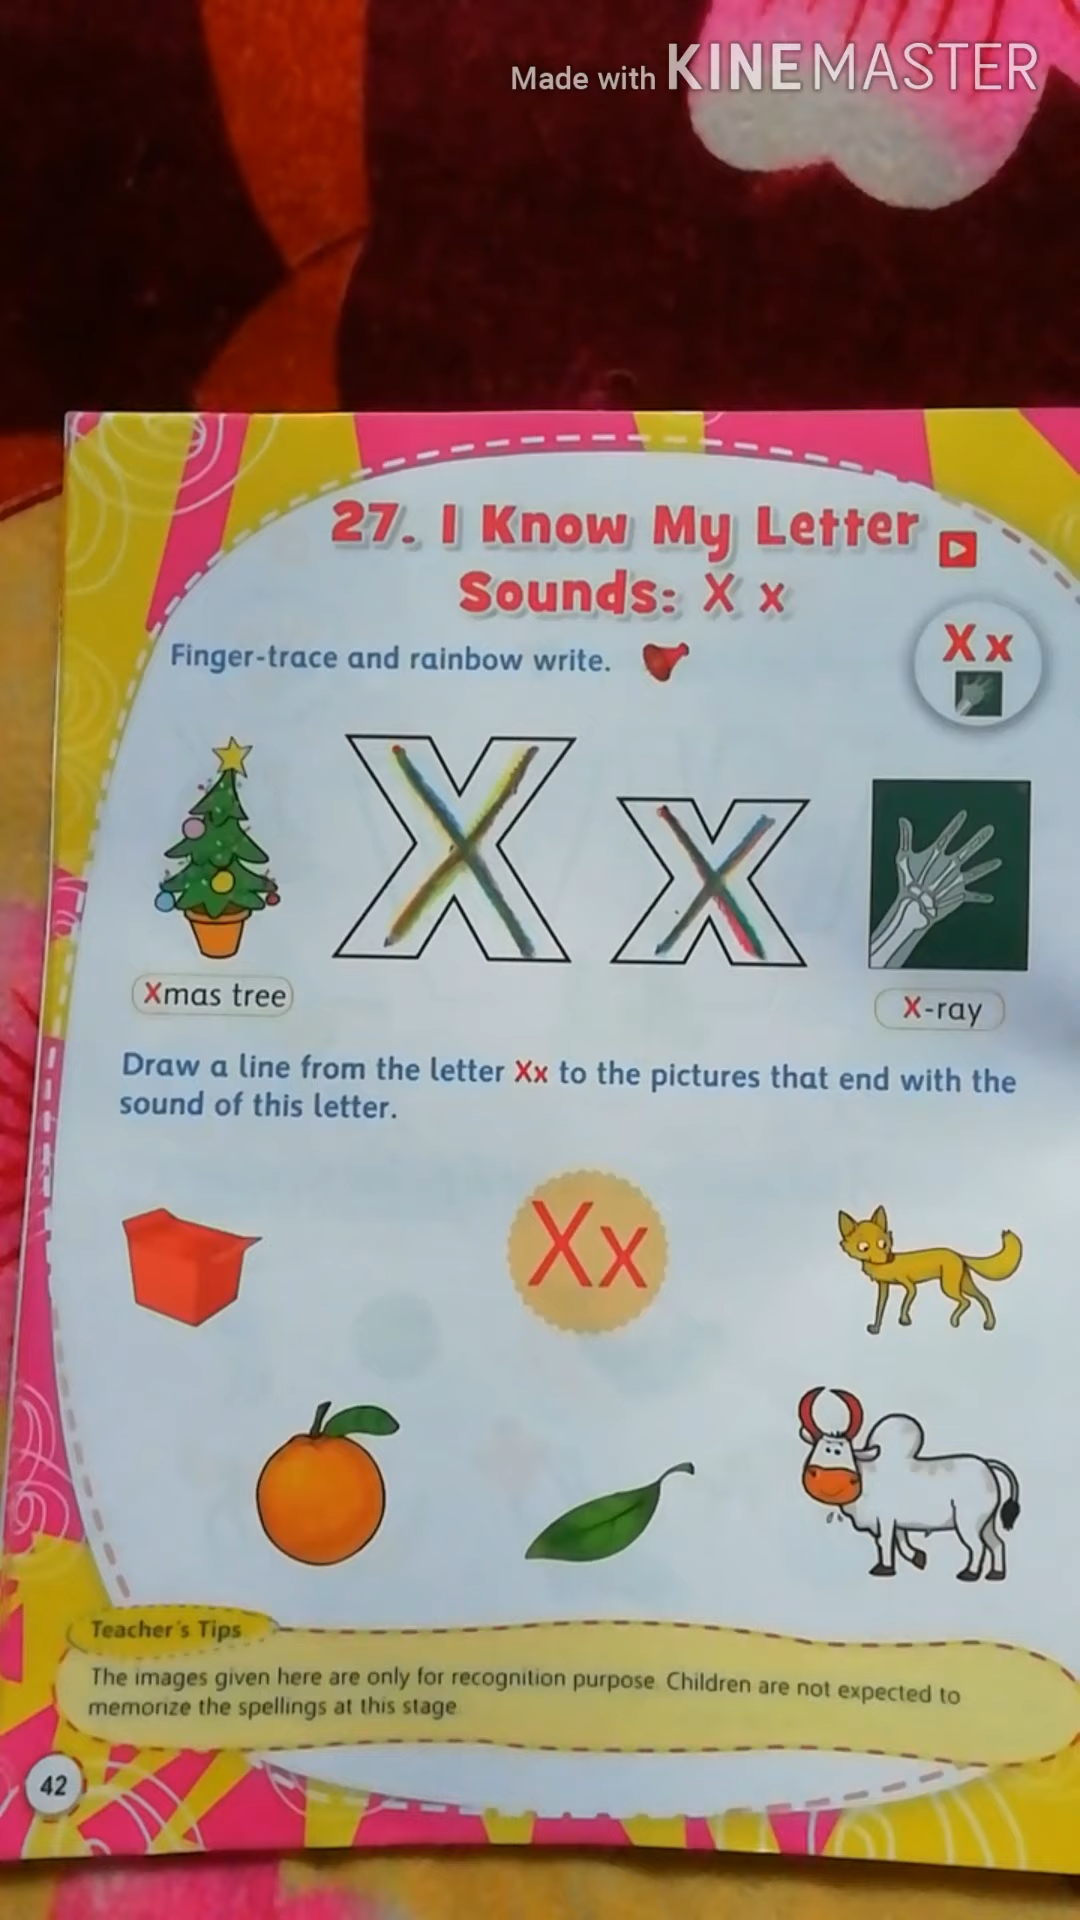 Made with KINEMASTER
27. I Know My Letter
Sounds: X x
Finger-trace and rainbow write.
X x
X x
Xmas tree
X-ray
Draw a line from the letter Xx to the pictures that end with the
sound of this letter.
Xx
Teacher's Tips
The images given here are only for recognition purpose. Children are not expected to
memorize the spellings at this stage.
42